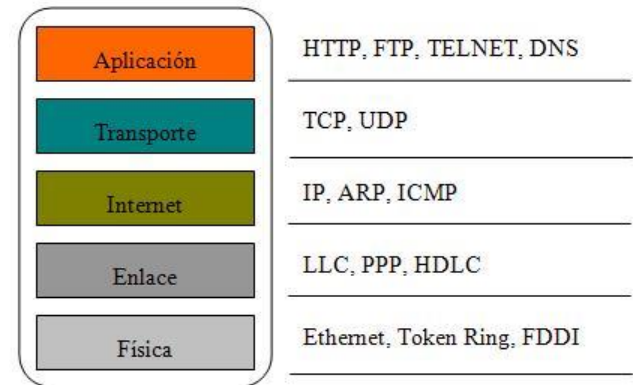 Aplicación HTTP, FTP, TELNET, DNS
Transporte TCP, UDP
Internet IP, ARP, ICMP
Enlace LLC, PPP, HDLC
Física Ethernet, Token Ring, FDDI